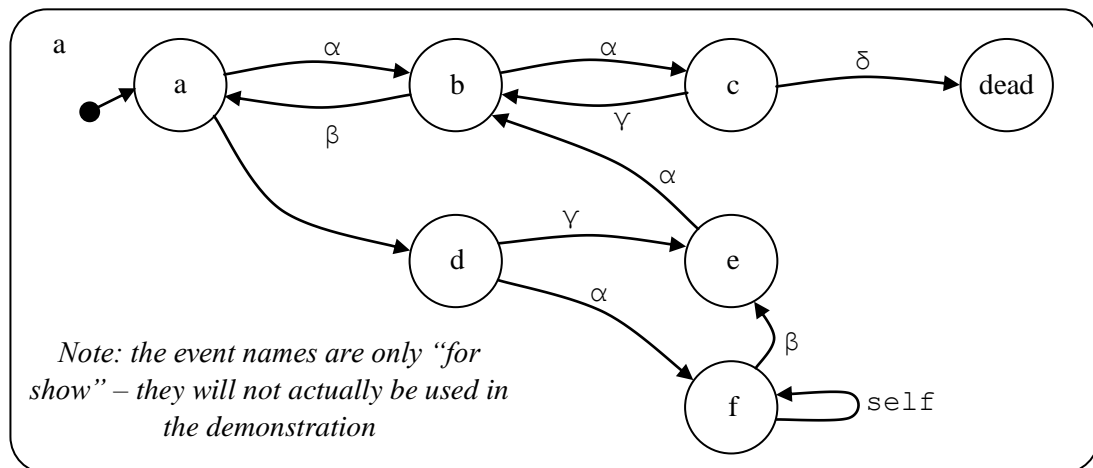 a
α
α
δ
a
b
c
dead
β
γ
α
γ
d
e
α
Note: the event names are only “for
show” – they will not actually be used in
the demonstration
β
f
self